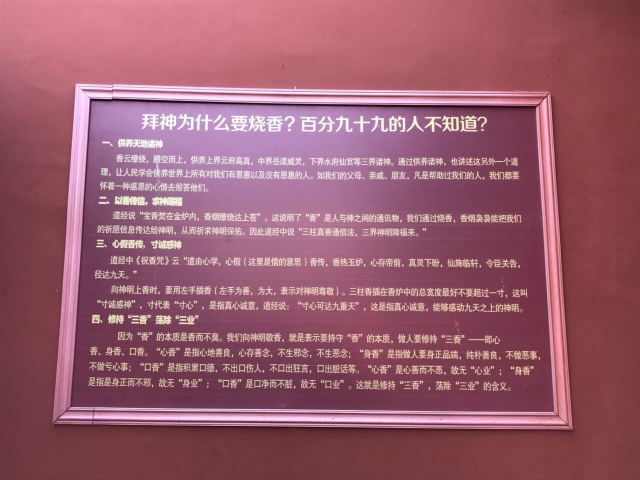 拜神为什么要烧香？百分九十九的人不知道？
一、供养天地诸神
香云缭绕，腾空而上，供养上界云府高真，中界岳渎威灵，下界水府仙官等三界诸神。通过供养诸神，也讲述这另外一个道
理，让人民学会供养世界上所有对我们有恩惠以及没有恩惠的人。如我们的父母、亲戚、朋友，凡是帮助过我们的人，我们都要
怀着一种感恩的心情去报答他们。
二、以香传信，求神赐福
道经说“宝香焚在金炉内，香烟缭绕达上苍”。这说明了“香”是人与神之间的通讯物，我们通过烧香，香烟袅袅能把我们
的祈愿信息传达给神明，从而祈求神明保佑。因此道经中说“三柱真香通信法，三界神明降福来。”
三、心假香传，寸诚感神
道经中《祝香咒》云“道由心学，心假（这里是借的意思）香传，香热玉炉，心存帝前，真灵下盼，仙旆临轩，令臣关告，
径达九天。”
向神明上香时，要用左手插香（左手为善，为大，表示对神明尊敬）。三柱香插在香炉中的总宽度最好不要超过一寸，这叫
“寸诚感神”，寸代表“寸心”，是指真心诚意，道经说：“寸心可达九重天”，这是指真心诚意，能够感动九天之上的神明。
四、修持“三香”荡除“三业”
因为“香”的本质是香而不臭。我们向神明敬香，就是表示要持守“香”的本质，做人要修持“三香”——即心
香、身香、口香。“心香”是指心地善良，心存善念，不生邪念，不生恶念；“身香”是指做人要身正品端，纯朴善良，不做恶事，
不做亏心事；“口香”是指积累口德，不出口伤人，不口出狂言，口出脏话等。“心香”是心善而不恶，故无“心业”；“身香”
是指是身正而不邪，故无“身业”；“口香”是口净而不脏，故无“口业”。这就是修持“三香”，荡除“三业”的含义。